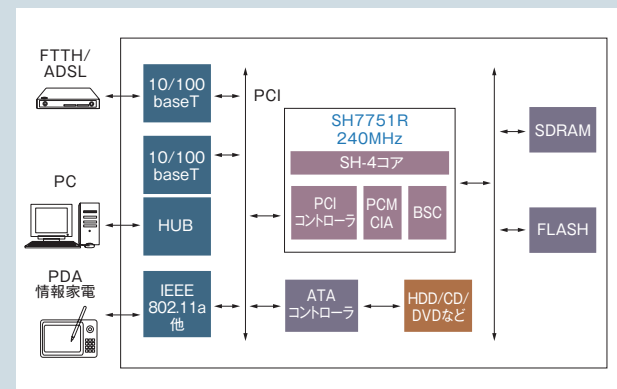 FTTH/
ADSL
10/100
baseT
PCI
SH7751R
240MHz
SH-4コア
PCI
コントローラ
PCM
CIA
BSC
SDRAM
10/100
baseT
PC
HUB
FLASH
PDA
情報家電
IEEE
802.11a
他
ATA
コントローラ
HDD/CD/
DVDなど